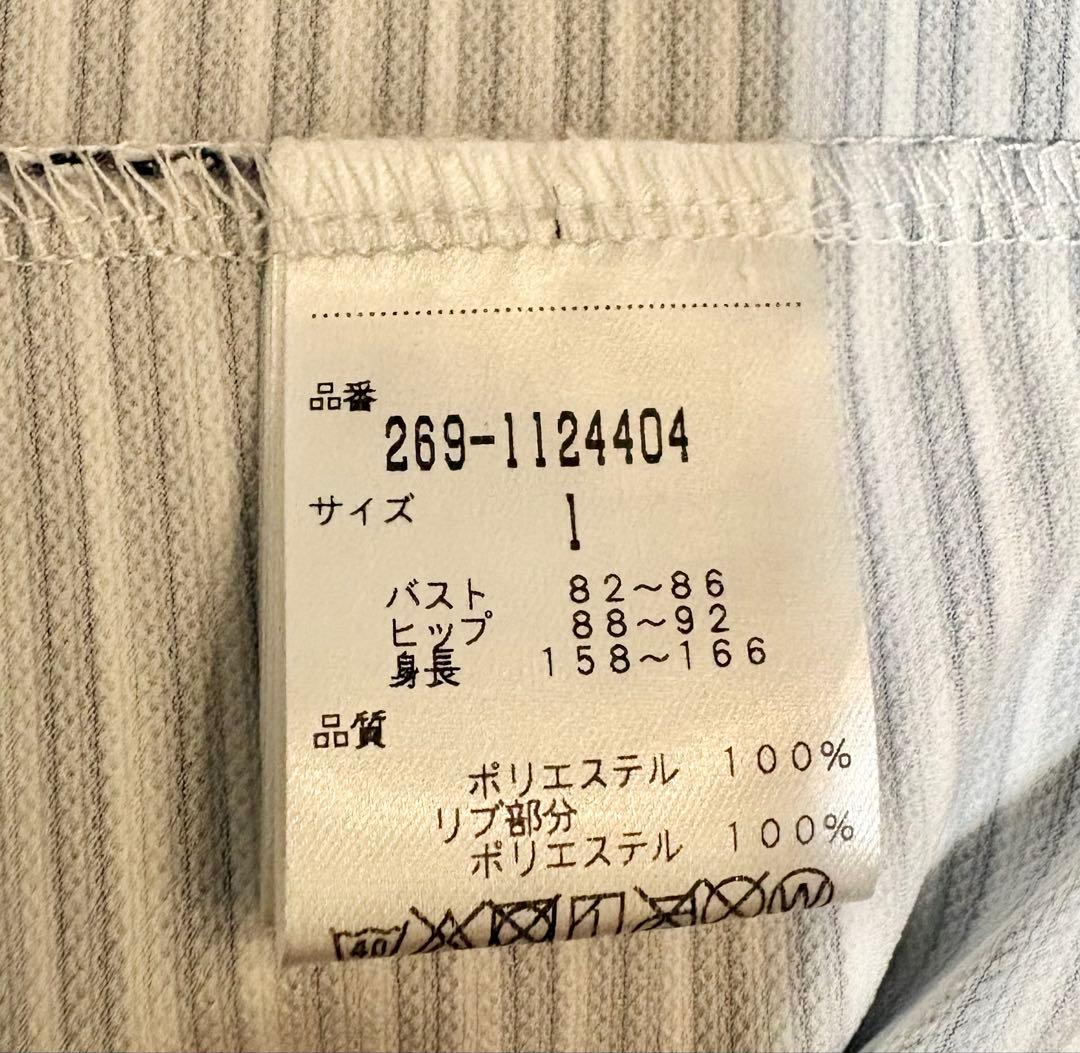 品番
269-1124404
サイズ 1
バスト 82～86
ヒップ 88～92
身長 158～166
品質
ポリエステル 100%
リブ部分
ポリエステル 100%
40 W